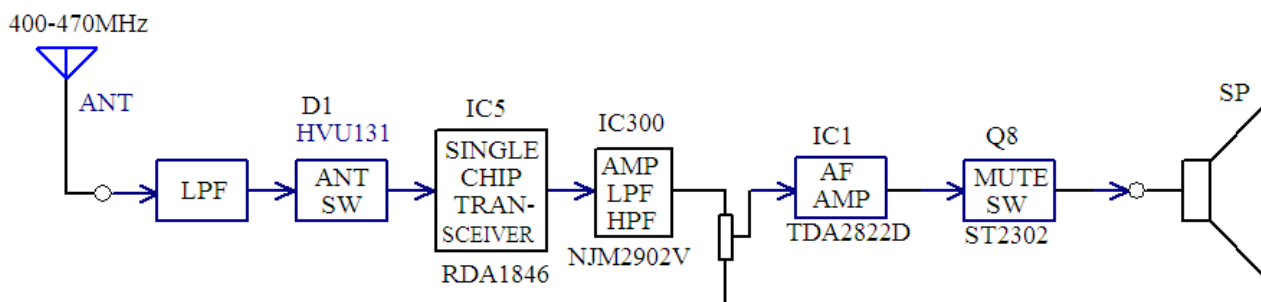 400-470MHz
ANT
LPF
D1
HVU131
ANT
SW
IC5
SINGLE
CHIP
TRAN-
SCEIVER
RDA1846
IC300
AMP
LPF
HPF
NJM2902V
IC1
AF
AMP
TDA2822D
Q8
MUTE
SW
ST2302
SP